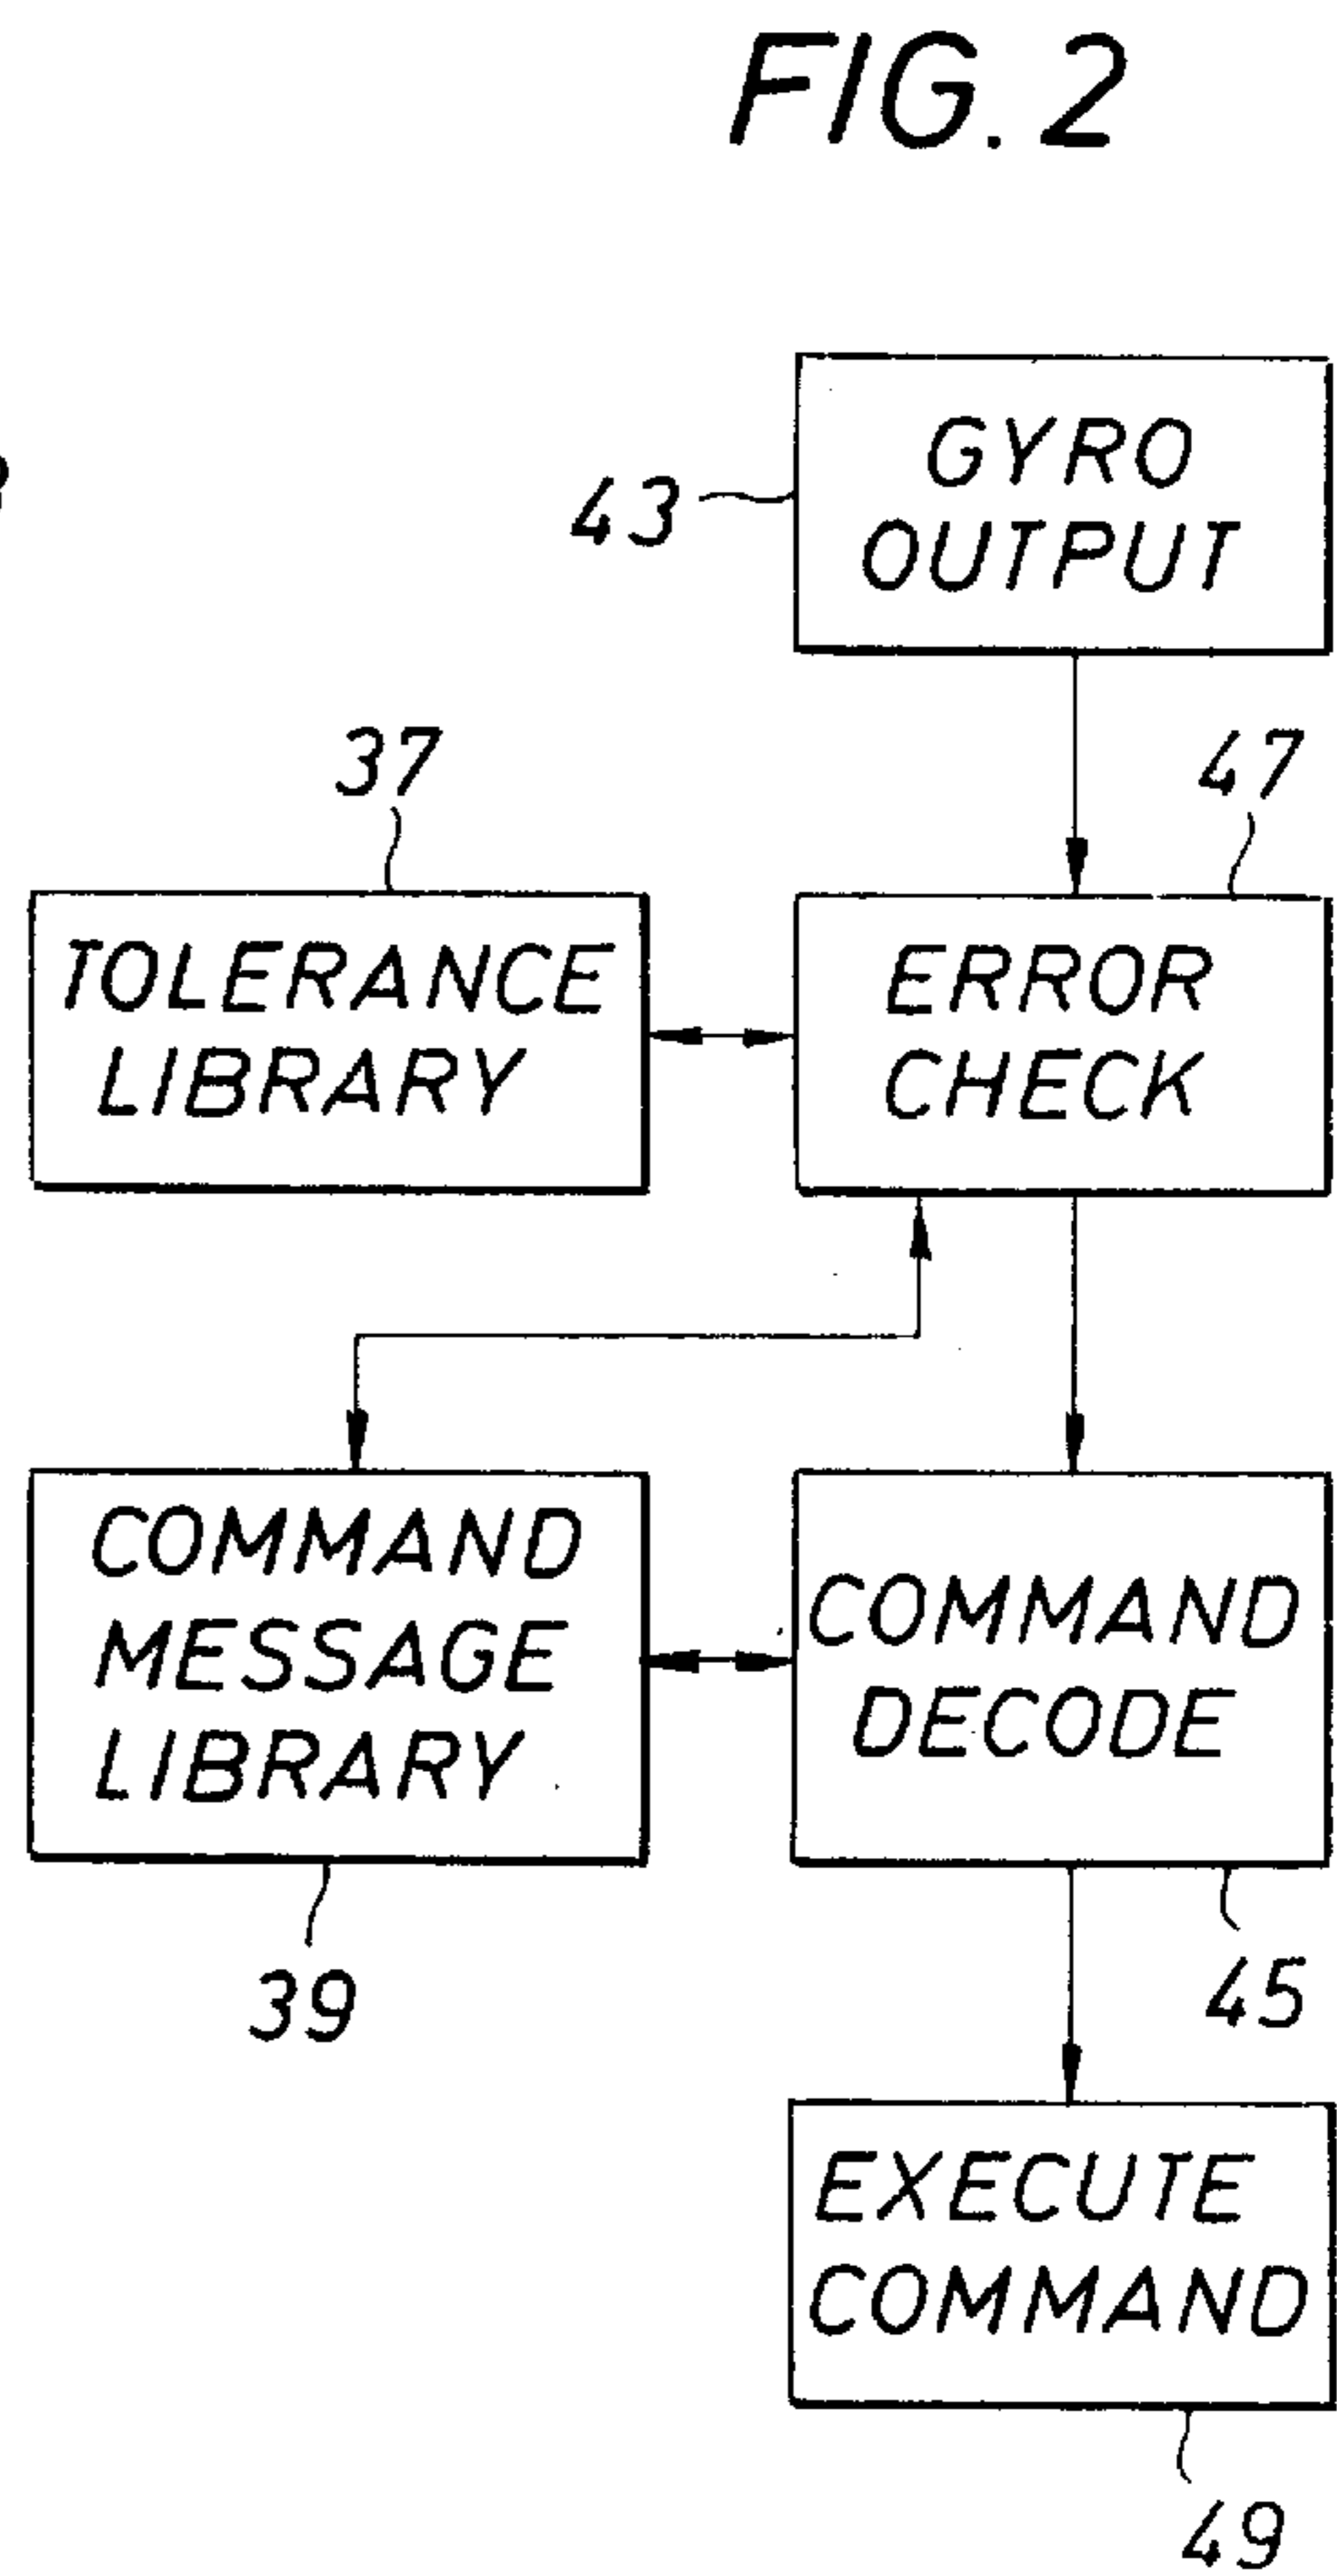 FIG. 2
GYRO
OUTPUT
43
37
47
TOLERANCE
LIBRARY
ERROR
CHECK
COMMAND
MESSAGE
LIBRARY
COMMAND
DECODE
39
45
EXECUTE
COMMAND
49